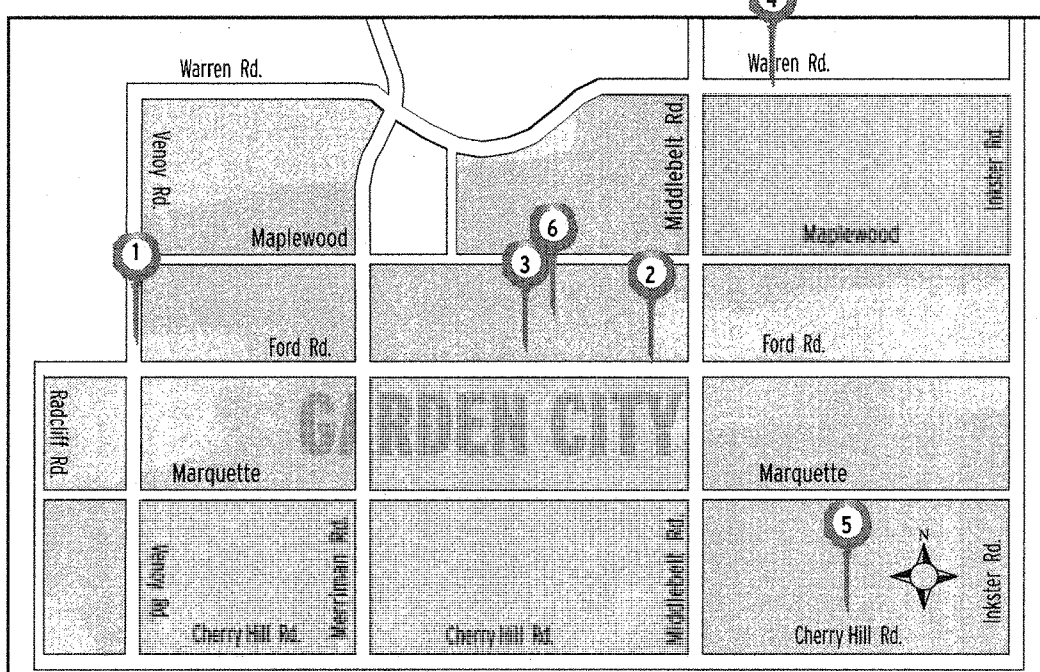 4
Warren Rd.
Warren Rd.
Venoy Rd.
Middlebelt Rd.
Inkster Rd.
Maplewood
Maplewood
1
6
3
2
Ford Rd.
Ford Rd.
Radcliff Rd.
GARDEN CITY
Marquette
Marquette
5
N
Venoy Rd
Merriman Rd.
Middlebelt Rd.
Inkster Rd.
Cherry Hill Rd.
Cherry Hill Rd.
Cherry Hill Rd.